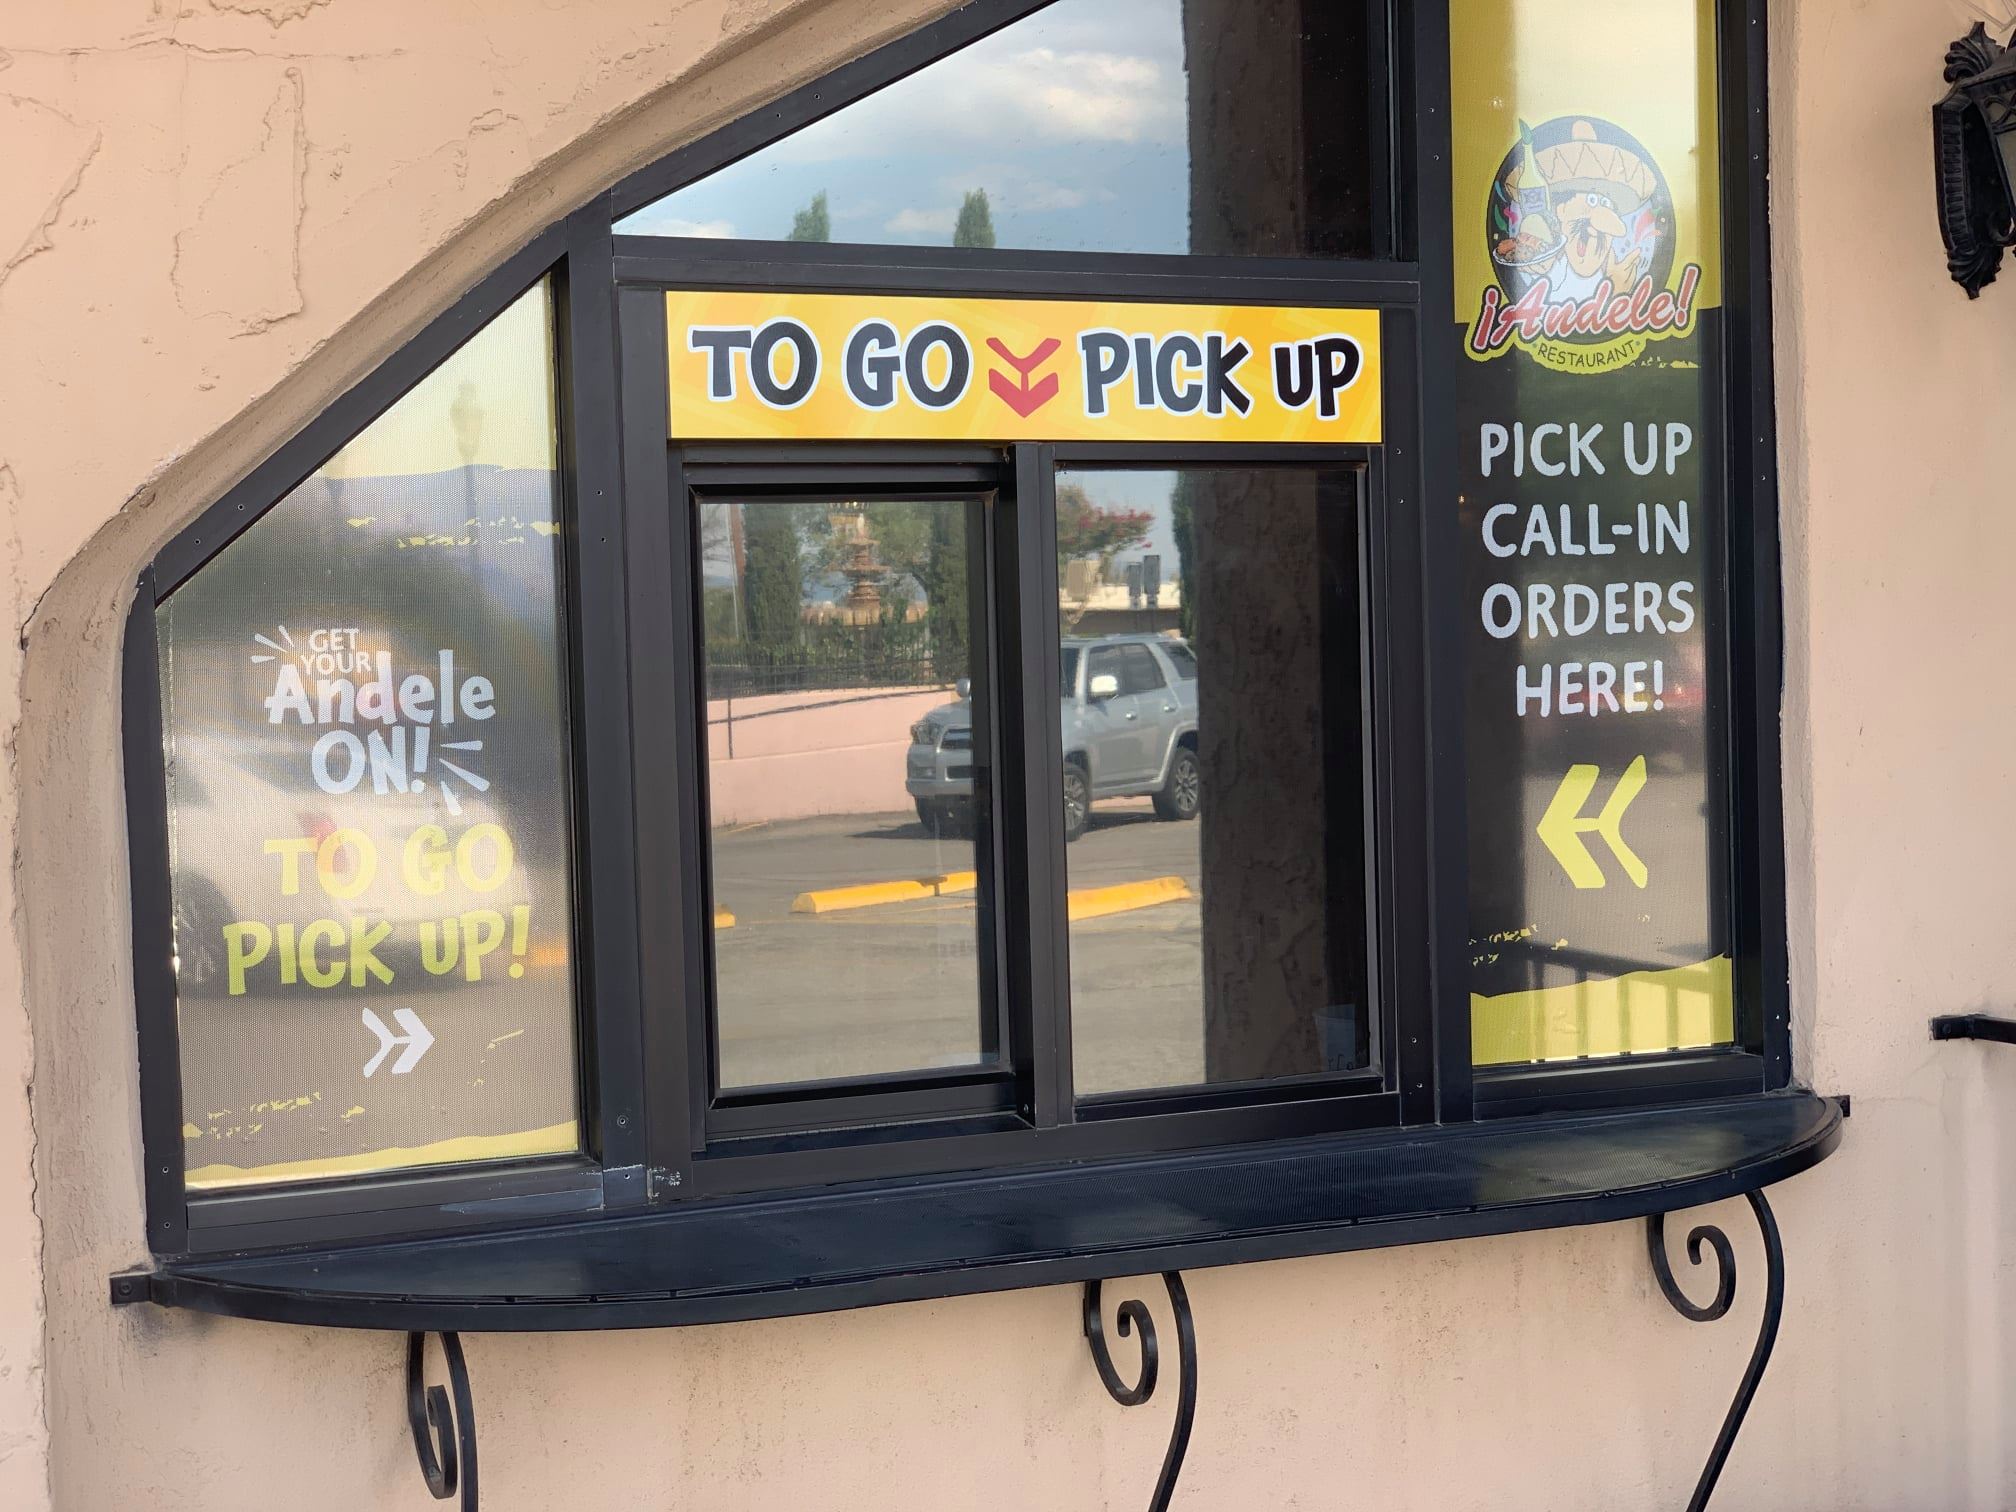 TO GO PICK UP
GET
YOUR
Andele
ON!
TO GO
PICK UP!
¡Andele!
RESTAURANT
PICK UP
CALL-IN
ORDERS
HERE!